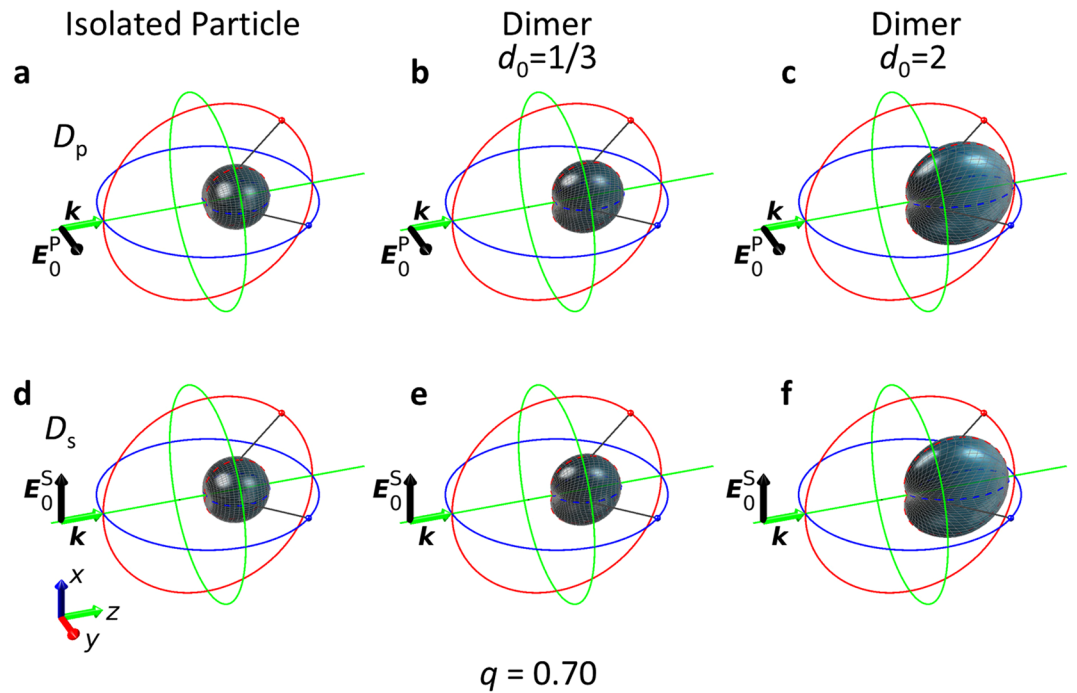 Isolated Particle
Dimer
d₀=1/3
Dimer
d₀=2
a
b
c
Dₚ
k
E₀ᴾ
k
E₀ᴾ
k
E₀ᴾ
d
e
f
Dₛ
E₀ˢ
k
E₀ˢ
k
E₀ˢ
k
x
z
y
q = 0.70